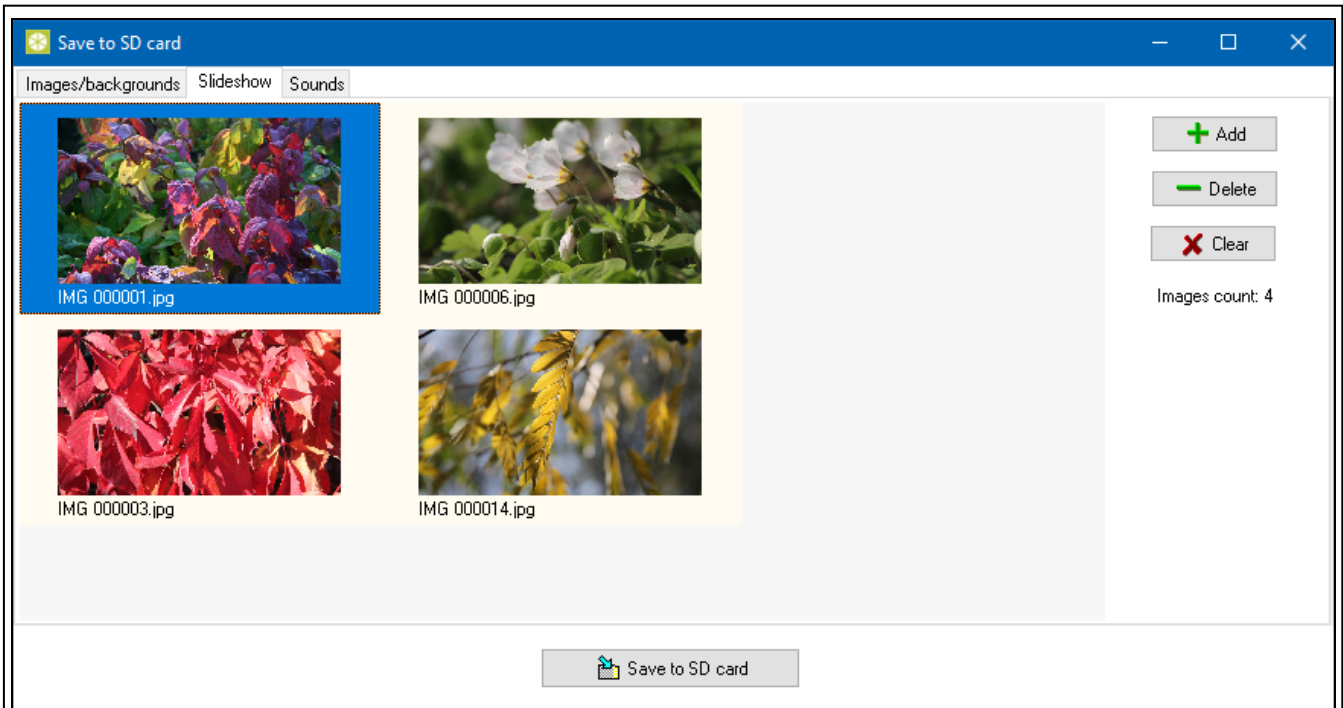 Save to SD card
Images/backgrounds Slideshow Sounds
Add
Delete
Clear
Images count: 4
IMG 000001.jpg
IMG 000006.jpg
IMG 000003.jpg
IMG 000014.jpg
Save to SD card